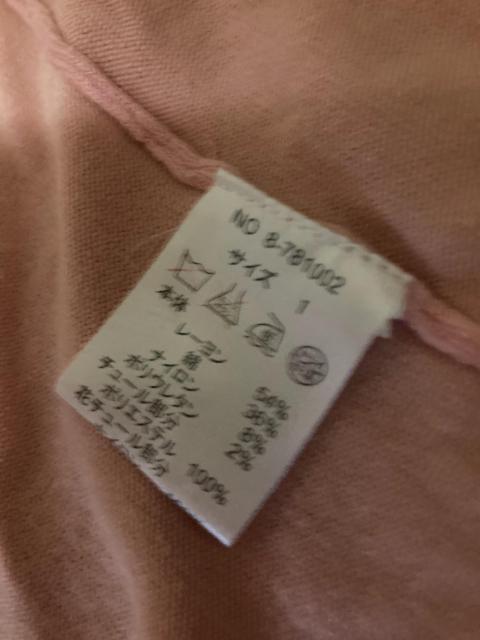 NO 8-781002
サイズ 1
本体
レーヨン 54%
綿 36%
ナイロン 8%
ポリウレタン 2%
チュール部分
ポリエステル 100%
花チュール部分